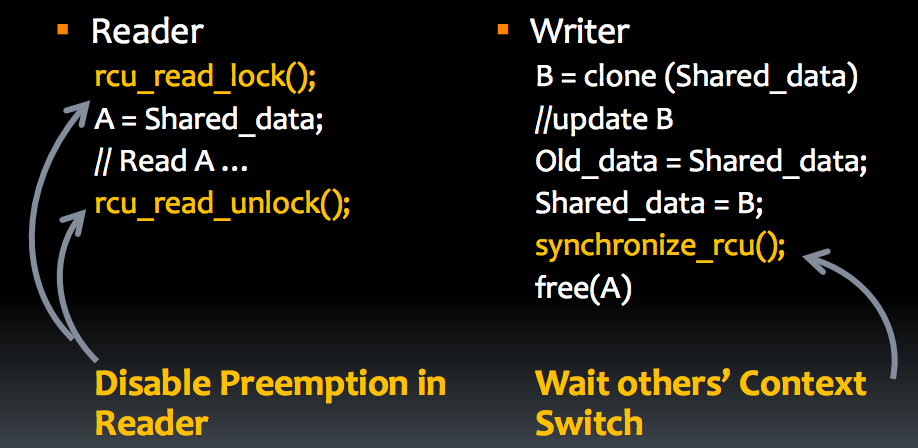 Reader
rcu_read_lock();
A = Shared_data;
// Read A ...
rcu_read_unlock();
Disable Preemption in
Reader
Writer
B = clone (Shared_data)
//update B
Old_data = Shared_data;
Shared_data = B;
synchronize_rcu();
free(A)
Wait others’ Context
Switch